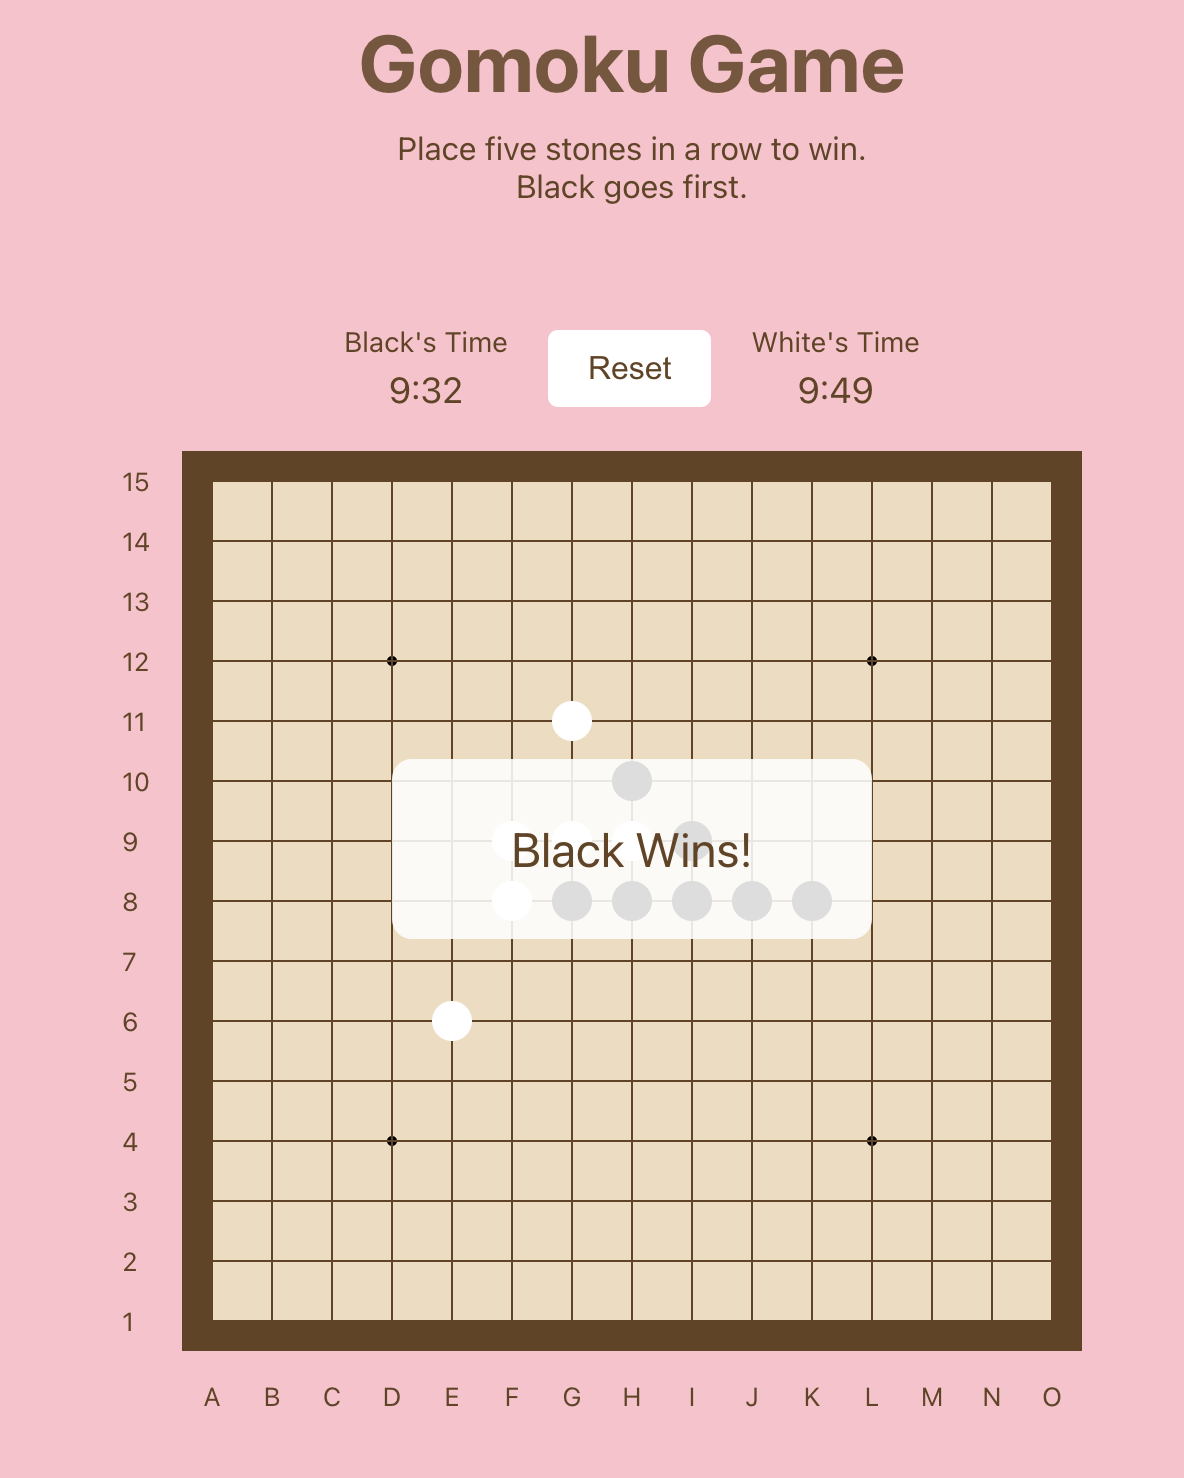 Gomoku Game
Place five stones in a row to win.
Black goes first.
Black's Time
9:32
Reset
White's Time
9:49
15
14
13
12
11
10
9
Black Wins!
8
7
6
5
4
3
2
1
A B C D E F G H I J K L M N O